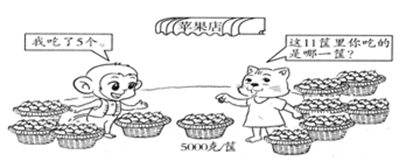 苹果店
我吃了5个。
这11筐里你吃的
是哪一筐?
5000克/筐